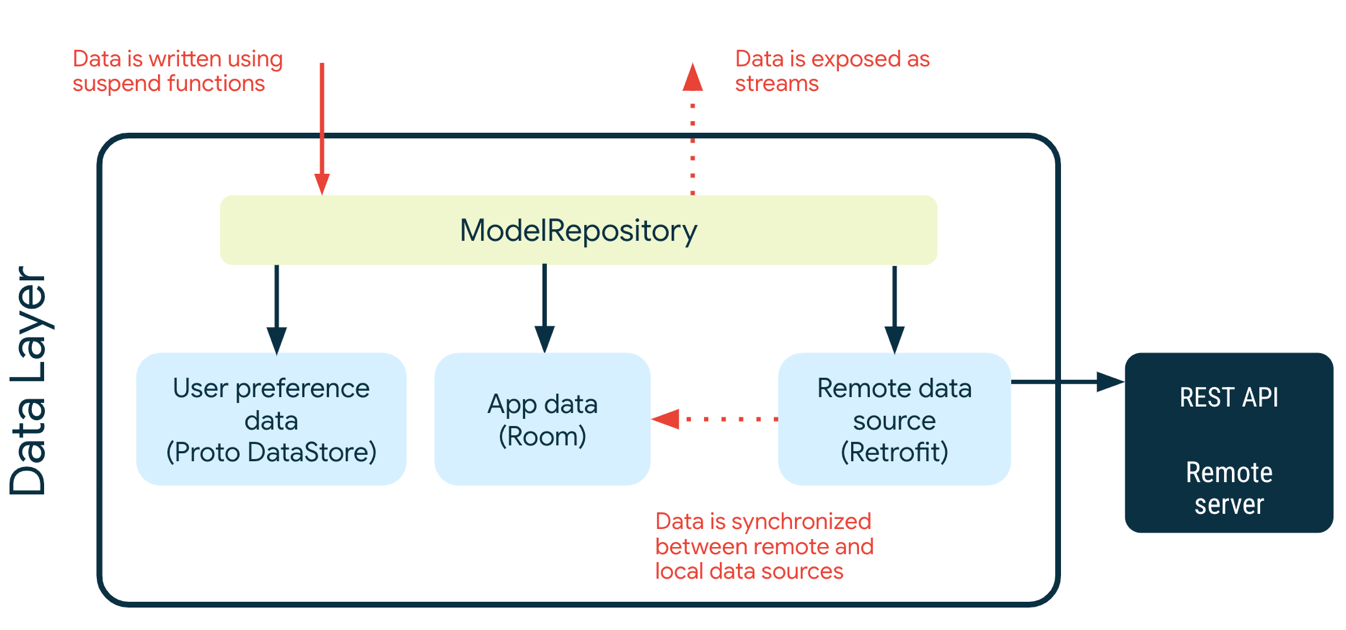 Data is written using
suspend functions
Data is exposed as
streams
Data Layer
ModelRepository
User preference
data
(Proto DataStore)
App data
(Room)
Remote data
source
(Retrofit)
REST API
Remote
server
Data is synchronized
between remote and
local data sources